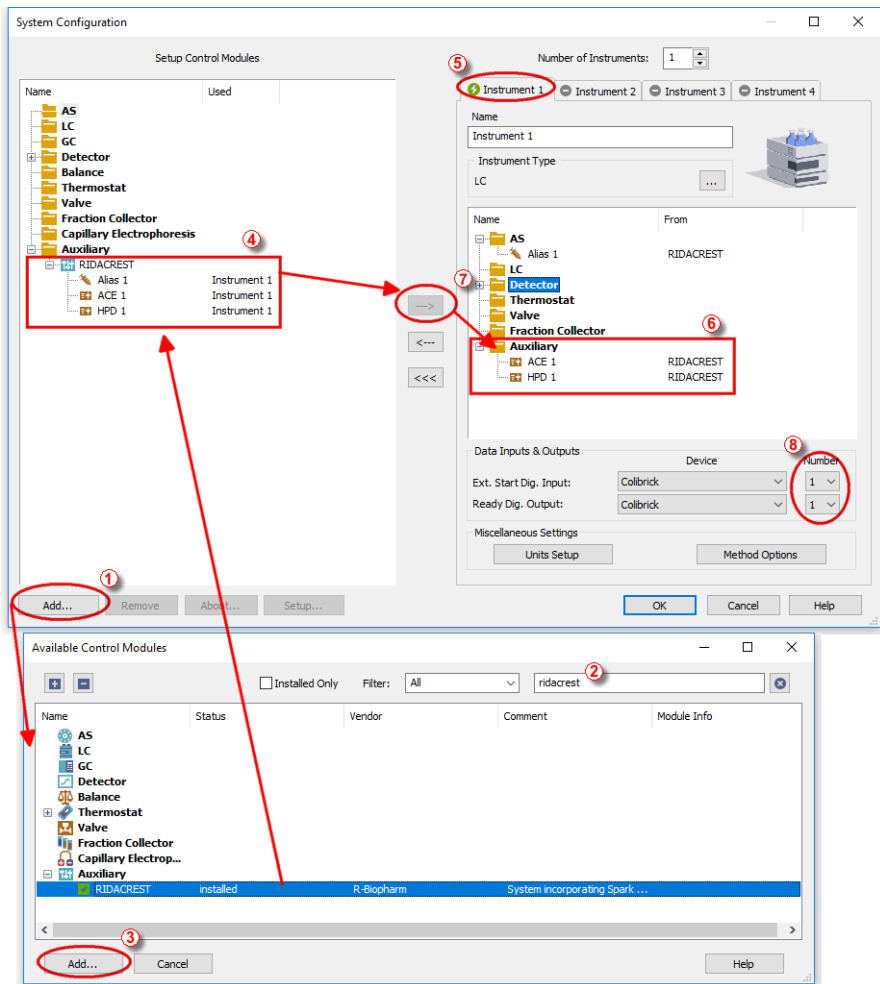 System Configuration
Setup Control Modules
Number of Instruments: 1
⑤
Name Used
Instrument 1 Instrument 2 Instrument 3 Instrument 4
AS
LC
GC
Detector
Balance
Thermostat
Valve
Fraction Collector
Capillary Electrophoresis
④
Auxiliary
RIDACREST
Alias 1 Instrument 1
ACE 1 Instrument 1
HPD 1 Instrument 1
--->
<---
<<<
Name
Instrument 1
Instrument Type
LC ...
Name From
AS
Alias 1 RIDACREST
LC
⑦ Detector
Thermostat
Valve
Fraction Collector
⑥
Auxiliary
ACE 1 RIDACREST
HPD 1 RIDACREST
Data Inputs & Outputs
⑧
Device Number
Ext. Start Dig. Input: Colibrick 1
Ready Dig. Output: Colibrick 1
Miscellaneous Settings
Units Setup Method Options
①
Add... Remove About... Setup...
OK Cancel Help
Available Control Modules
②
Installed Only Filter: All ridacrest
Name Status Vendor Comment Module Info
AS
LC
GC
Detector
Balance
Thermostat
Valve
Fraction Collector
Capillary Electrop...
Auxiliary
RIDACREST installed R-Biopharm System incorporating Spark ...
③
Add... Cancel Help